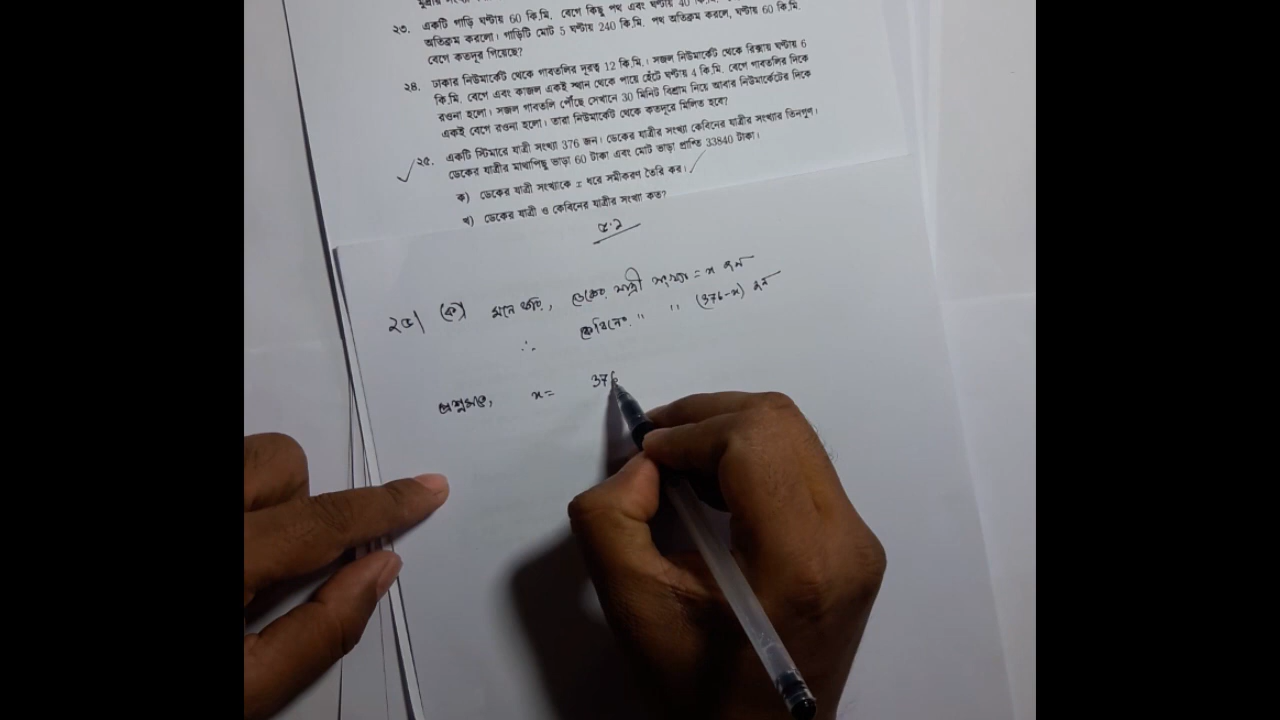 ২৩. একটি গাড়ি ঘণ্টায় 60 কি.মি. বেগে কিছু পথ এবং ঘণ্টায় 40 কি.মি.
অতিক্রম করলো। গাড়িটি মোট 5 ঘণ্টায় 240 কি.মি. পথ অতিক্রম করলে, ঘণ্টায় 60 কি.মি.
বেগে কতদূর গিয়েছে?
২৪. ঢাকার নিউমার্কেট থেকে গাবতলির দূরত্ব 12 কি.মি.। সজল নিউমার্কেট থেকে রিক্সায় ঘণ্টায় 6
কি.মি. বেগে এবং কাজল একই স্থান থেকে পায়ে হেঁটে ঘণ্টায় 4 কি.মি. বেগে গাবতলির দিকে
রওনা হলো। সজল গাবতলি পৌঁছে সেখানে 30 মিনিট বিশ্রাম নিয়ে আবার নিউমার্কেটের দিকে
একই বেগে রওনা হলো। তারা নিউমার্কেট থেকে কতদূরে মিলিত হবে?
২৫. একটি স্টিমারে যাত্রী সংখ্যা 376 জন। ডেকের যাত্রীর সংখ্যা কেবিনের যাত্রীর সংখ্যার তিনগুণ।
ডেকের যাত্রীর মাথাপিছু ভাড়া 60 টাকা এবং মোট ভাড়া প্রাপ্তি 33840 টাকা।
ক) ডেকের যাত্রী সংখ্যাকে x ধরে সমীকরণ তৈরি কর।
খ) ডেকের যাত্রী ও কেবিনের যাত্রীর সংখ্যা কত?
৫.২
২৫। (ক) মনে করি, ডেকের যাত্রী সংখ্যা = x জন
∴ কেবিনের " " (376-x) জন
প্রশ্নমতে, x = 376